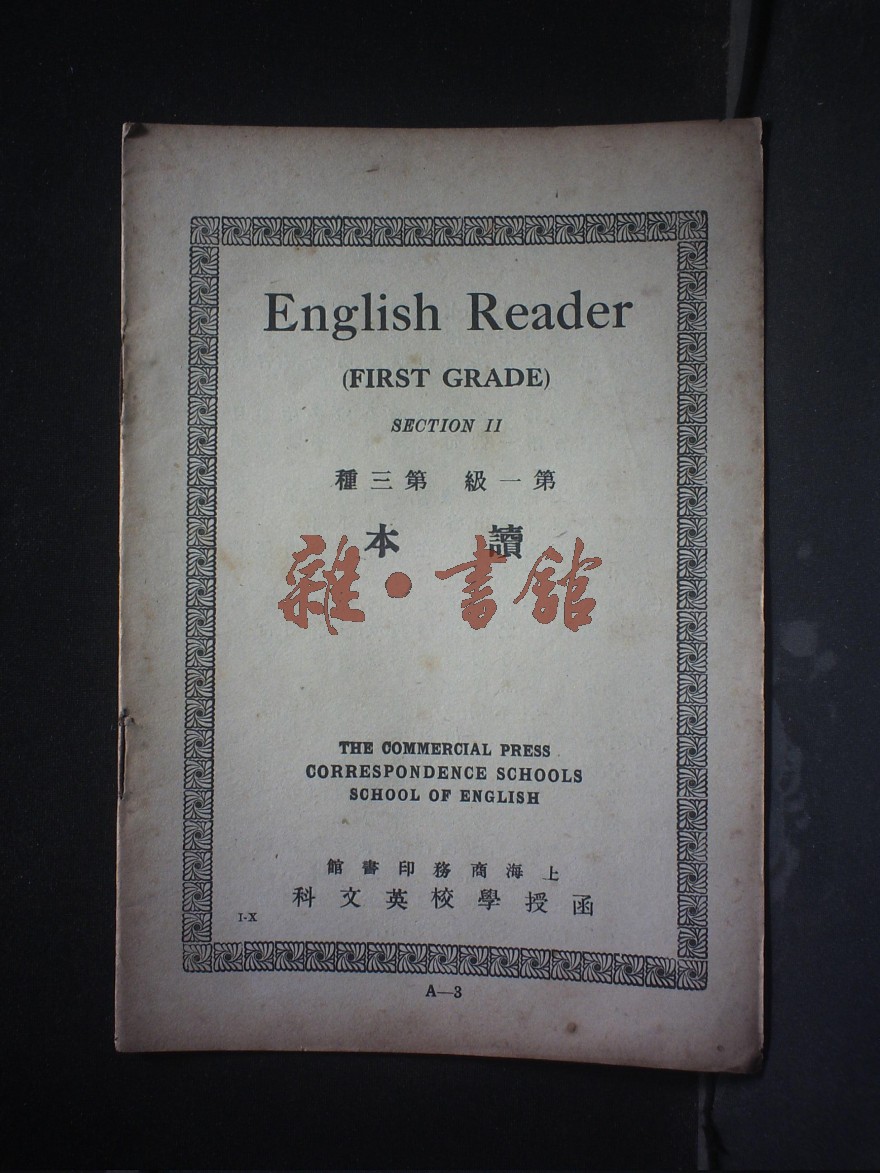 English Reader
(FIRST GRADE)
SECTION II
第一級 第三種
讀本
雜·書館
THE COMMERCIAL PRESS
CORRESPONDENCE SCHOOLS
SCHOOL OF ENGLISH
上海商務印書館
函授學校英文科
I-X
A—3